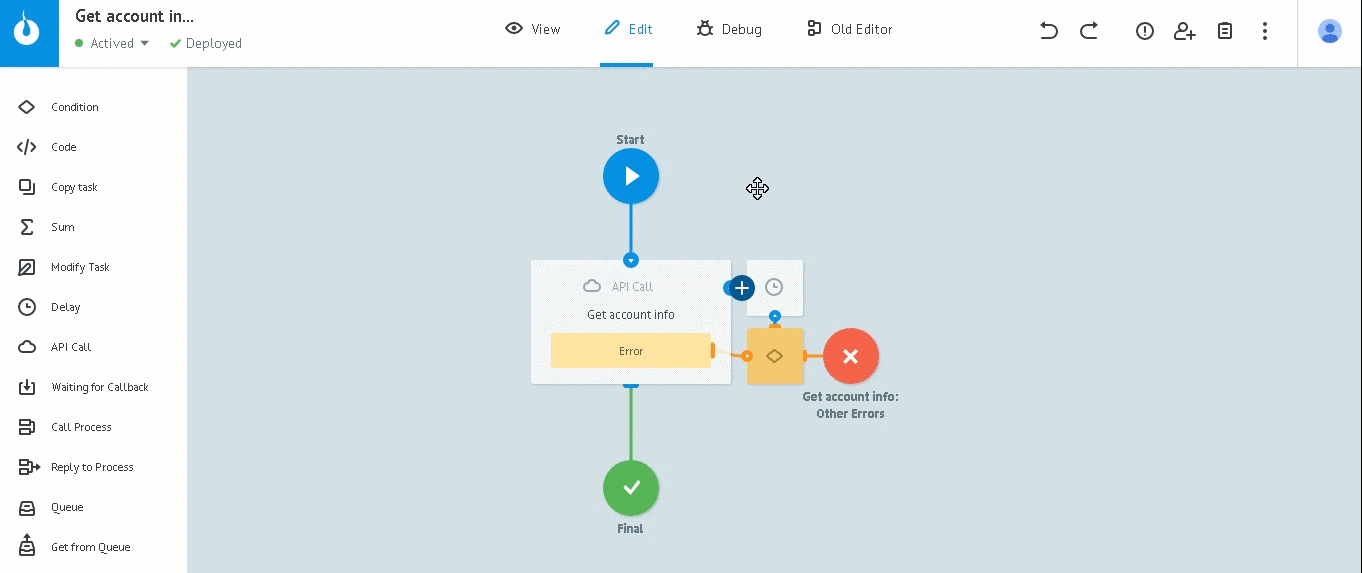 Get account in...
Actived
Deployed
View
Edit
Debug
Old Editor
Condition
Code
Copy task
Sum
Modify Task
Delay
API Call
Waiting for Callback
Call Process
Reply to Process
Queue
Get from Queue
Start
API Call
Get account info
Error
Get account info:
Other Errors
Final